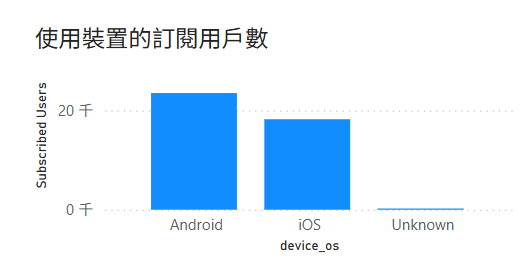 使用裝置的訂閱用戶數
Subscribed Users
20 千
0 千
Android
iOS
Unknown
device_os